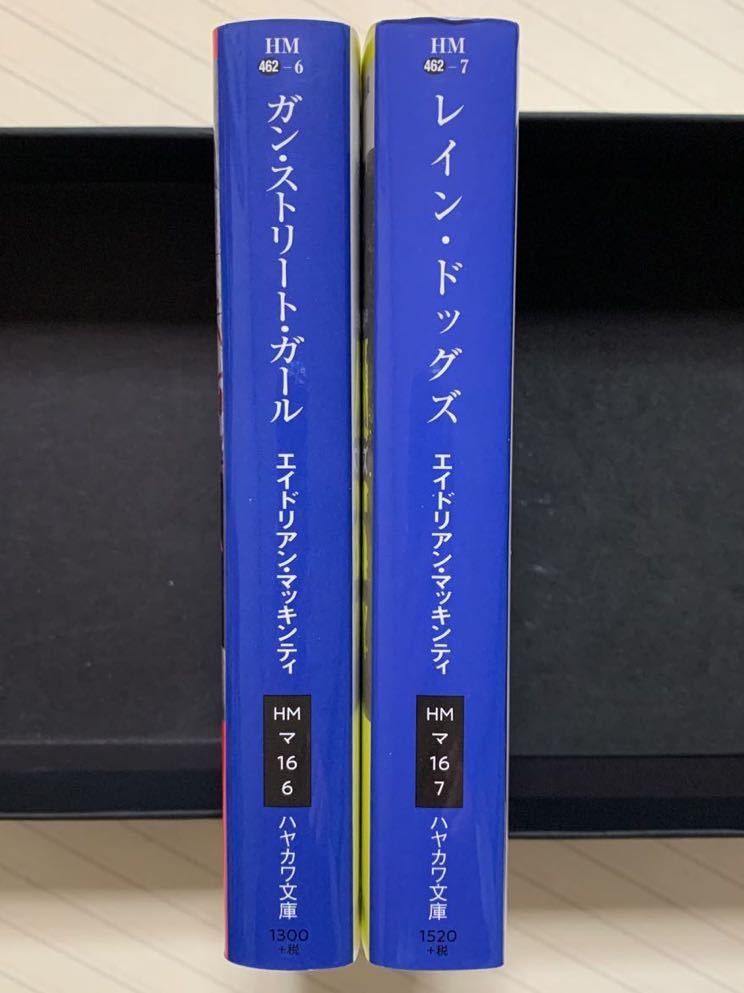 HM
462-6
ガン・ストリート・ガール
エイドリアン・マッキンティ
HM
マ
16
6
ハヤカワ文庫
1300
+税
HM
462-7
レイン・ドッグズ
エイドリアン・マッキンティ
HM
マ
16
7
ハヤカワ文庫
1520
+税